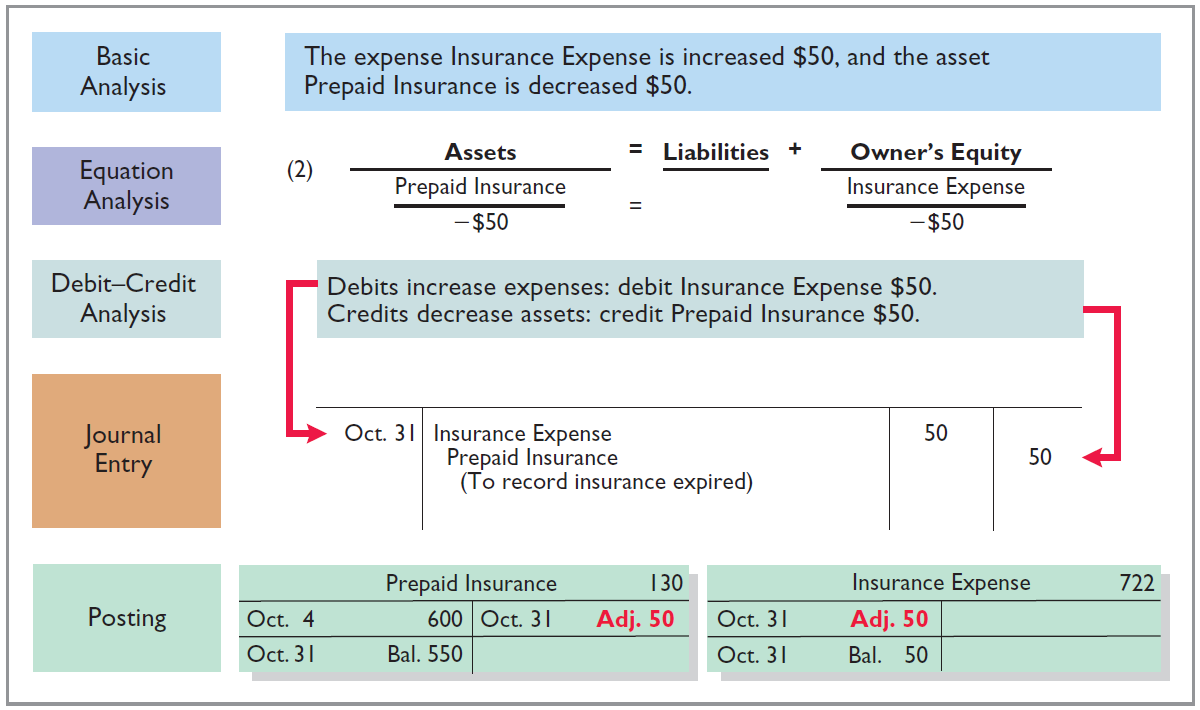 Basic
Analysis
The expense Insurance Expense is increased $50, and the asset
Prepaid Insurance is decreased $50.
Equation
Analysis
(2)
Assets = Liabilities + Owner's Equity
Prepaid Insurance = Insurance Expense
−$50 −$50
Debit–Credit
Analysis
Debits increase expenses: debit Insurance Expense $50.
Credits decrease assets: credit Prepaid Insurance $50.
Journal
Entry
Oct. 31 Insurance Expense 50
Prepaid Insurance 50
(To record insurance expired)
Posting
Prepaid Insurance 130
Oct. 4 600 Oct. 31 Adj. 50
Oct. 31 Bal. 550
Insurance Expense 722
Oct. 31 Adj. 50
Oct. 31 Bal. 50